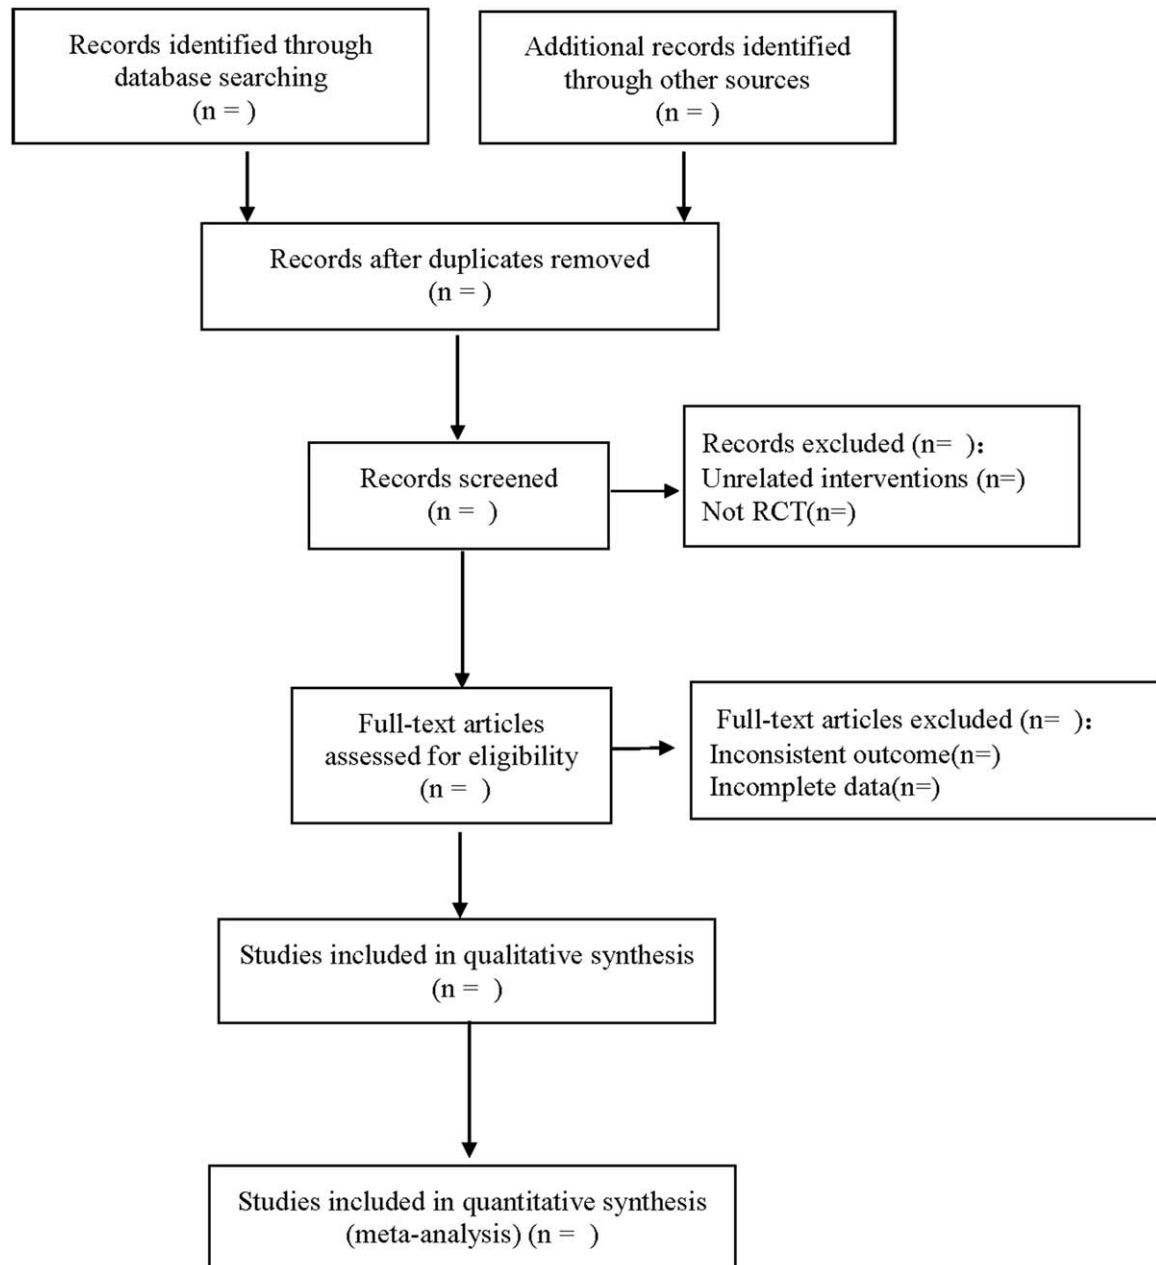 Records identified through
database searching
(n = )
Additional records identified
through other sources
(n = )
Records after duplicates removed
(n = )
Records screened
(n =  )
Records excluded (n=  ):
Unrelated interventions (n=)
Not RCT(n=)
Full-text articles
assessed for eligibility
(n =  )
Full-text articles excluded (n=  ):
Inconsistent outcome(n=)
Incomplete data(n=)
Studies included in qualitative synthesis
(n =  )
Studies included in quantitative synthesis
(meta-analysis) (n =  )